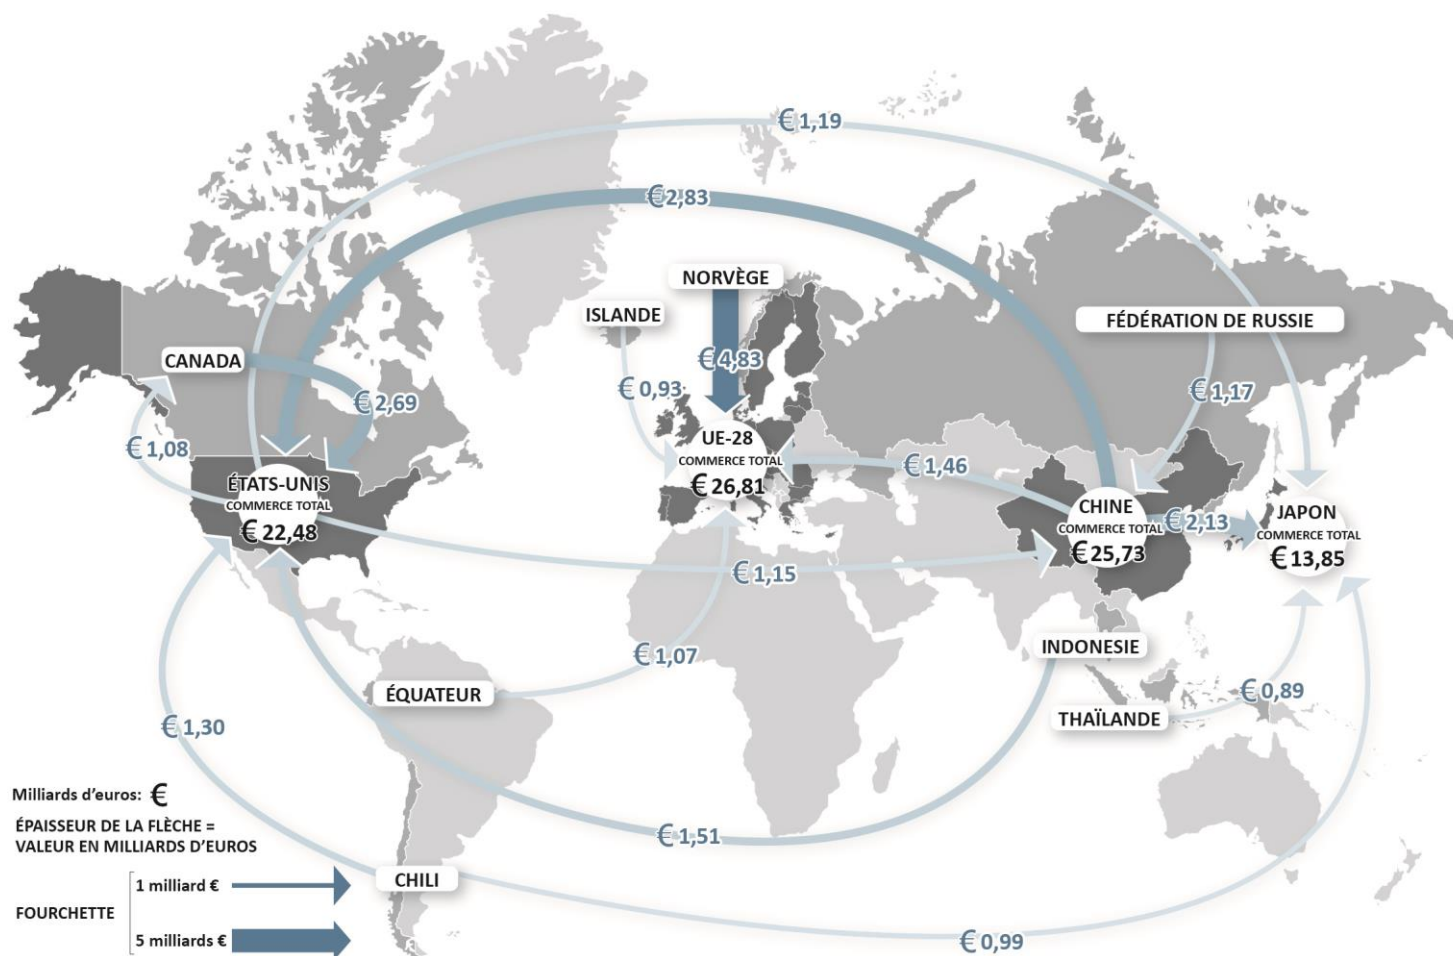 € 1,19
€ 2,83
NORVÈGE
ISLANDE
FÉDÉRATION DE RUSSIE
CANADA
€ 4,83
€ 0,93
€ 1,17
€ 2,69
€ 1,08
UE-28
COMMERCE TOTAL
€ 26,81
€ 1,46
ÉTATS-UNIS
COMMERCE TOTAL
€ 22,48
CHINE
COMMERCE TOTAL
€ 25,73
€ 2,13
JAPON
COMMERCE TOTAL
€ 13,85
€ 1,15
INDONESIE
€ 1,07
ÉQUATEUR
€ 0,89
THAÏLANDE
€ 1,30
Milliards d'euros: €
ÉPAISSEUR DE LA FLÈCHE =
VALEUR EN MILLIARDS D'EUROS
€ 1,51
CHILI
1 milliard €
FOURCHETTE
5 milliards €
€ 0,99